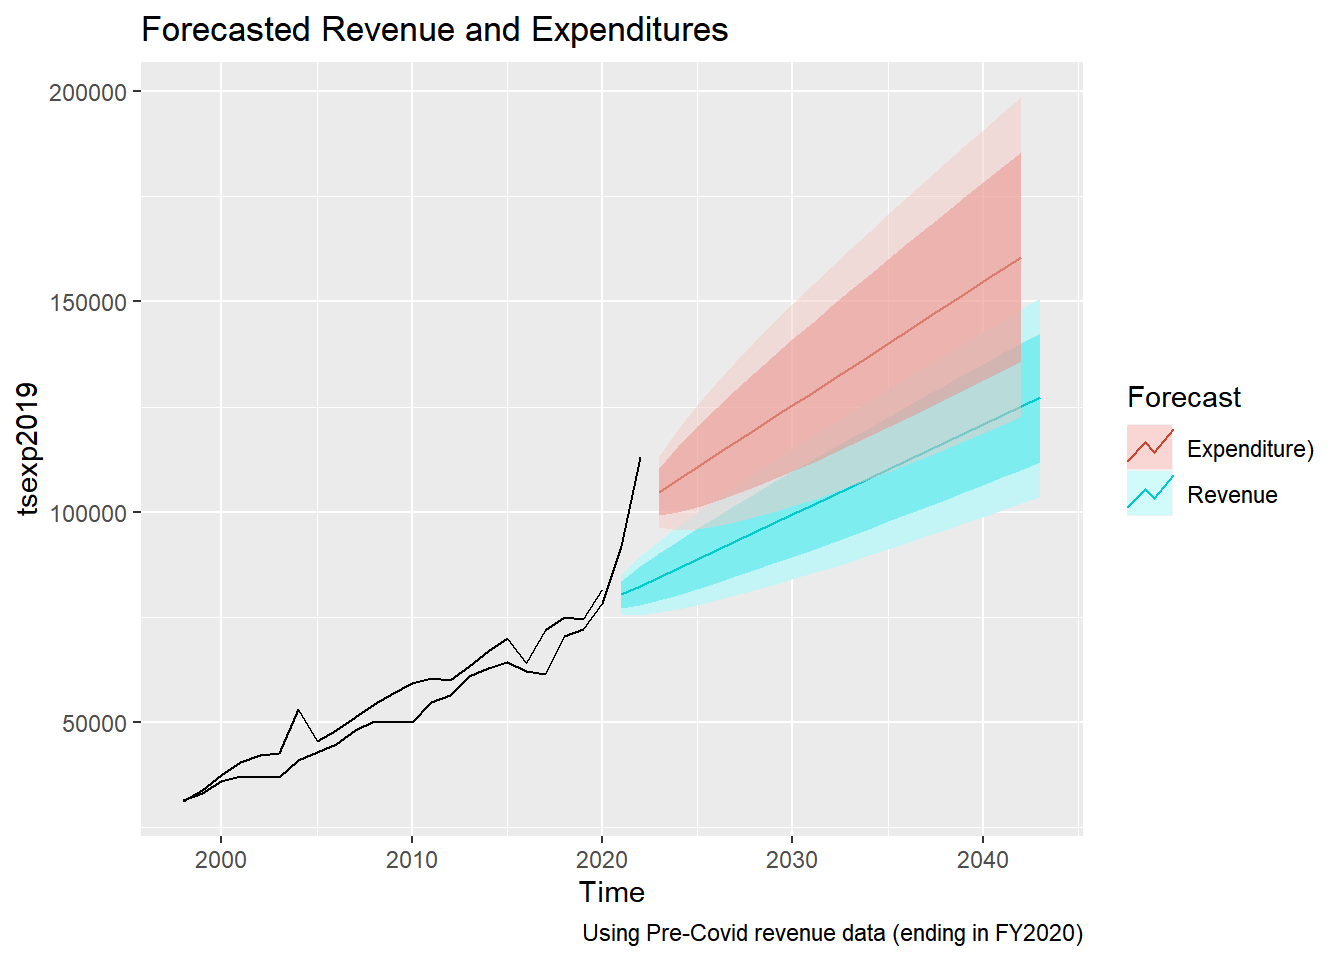 Forecasted Revenue and Expenditures
200000
150000
100000
50000
tsexp2019
2000
2010
2020
2030
2040
Time
Using Pre-Covid revenue data (ending in FY2020)
Forecast
Expenditure)
Revenue